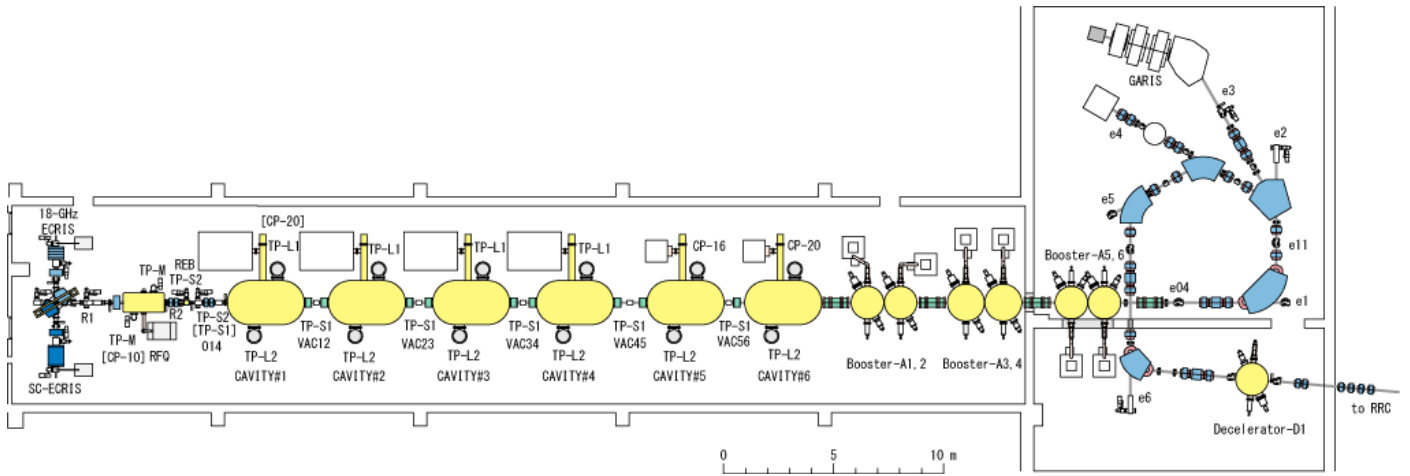 GARIS
e3
e4
e2
e5
18-GHz
ECRIS
[CP-20]
TP-L1
TP-L1
TP-L1
TP-L1
CP-16
CP-20
e11
Booster-A5,6
REB
TP-M
TP-S2
e04
e1
R1
R2
TP-S2
[TP-S1]
014
TP-M
[CP-10]
RFQ
TP-S1
VAC12
TP-S1
VAC23
TP-S1
VAC34
TP-S1
VAC45
TP-S1
VAC56
TP-L2
CAVITY#1
TP-L2
CAVITY#2
TP-L2
CAVITY#3
TP-L2
CAVITY#4
TP-L2
CAVITY#5
TP-L2
CAVITY#6
Booster-A1,2
Booster-A3,4
SC-ECRIS
e6
to RRC
Decelerator-D1
0 5 10 m